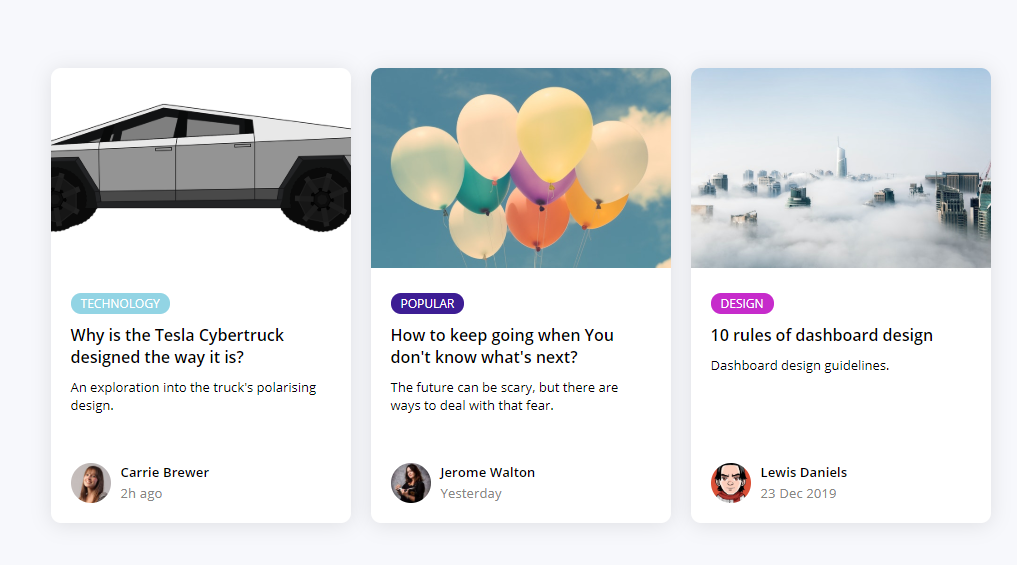 TECHNOLOGY
Why is the Tesla Cybertruck
designed the way it is?
An exploration into the truck's polarising
design.
Carrie Brewer
2h ago
POPULAR
How to keep going when You
don't know what's next?
The future can be scary, but there are
ways to deal with that fear.
Jerome Walton
Yesterday
DESIGN
10 rules of dashboard design
Dashboard design guidelines.
Lewis Daniels
23 Dec 2019